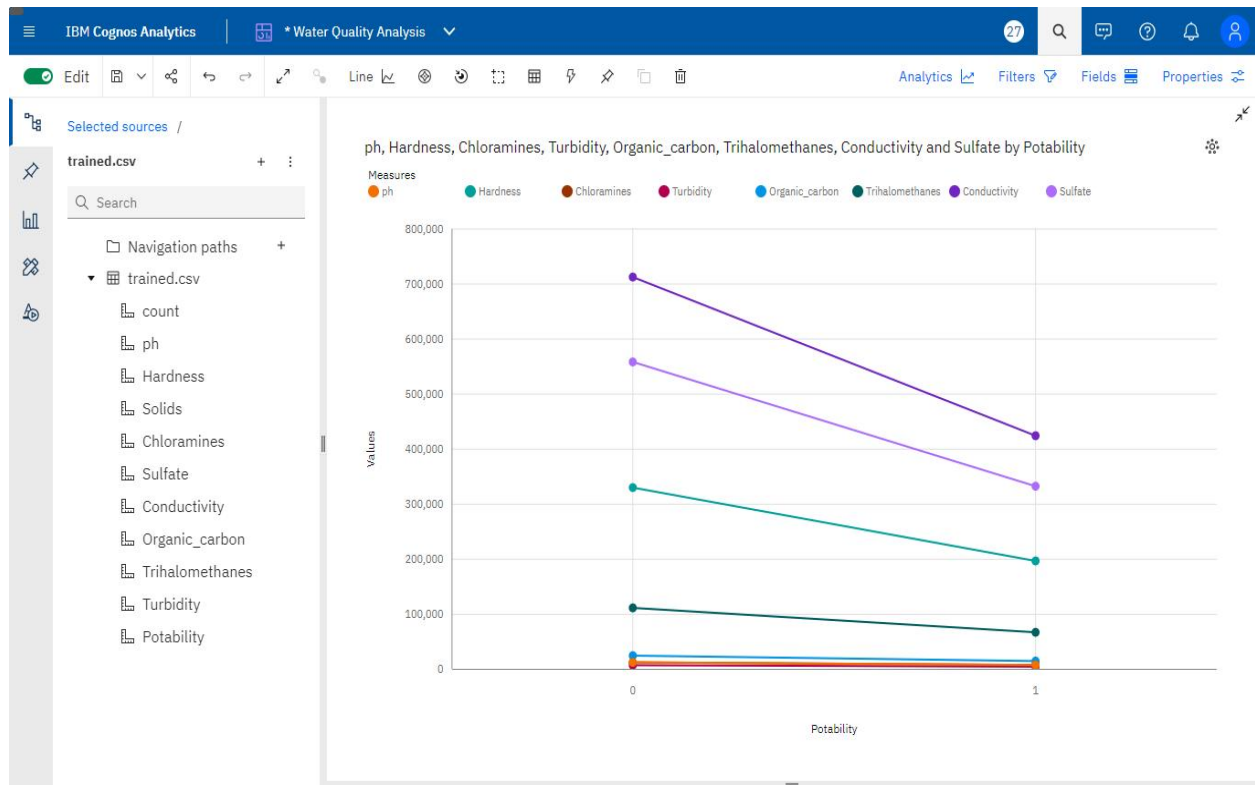 IBM Cognos Analytics
* Water Quality Analysis
27
Edit
Line
Analytics
Filters
Fields
Properties
Selected sources /
trained.csv
Search
Navigation paths
trained.csv
count
ph
Hardness
Solids
Chloramines
Sulfate
Conductivity
Organic_carbon
Trihalomethanes
Turbidity
Potability
ph, Hardness, Chloramines, Turbidity, Organic_carbon, Trihalomethanes, Conductivity and Sulfate by Potability
Measures
ph Hardness Chloramines Turbidity Organic_carbon Trihalomethanes Conductivity Sulfate
Values
800,000
700,000
600,000
500,000
400,000
300,000
200,000
100,000
0
0 1
Potability